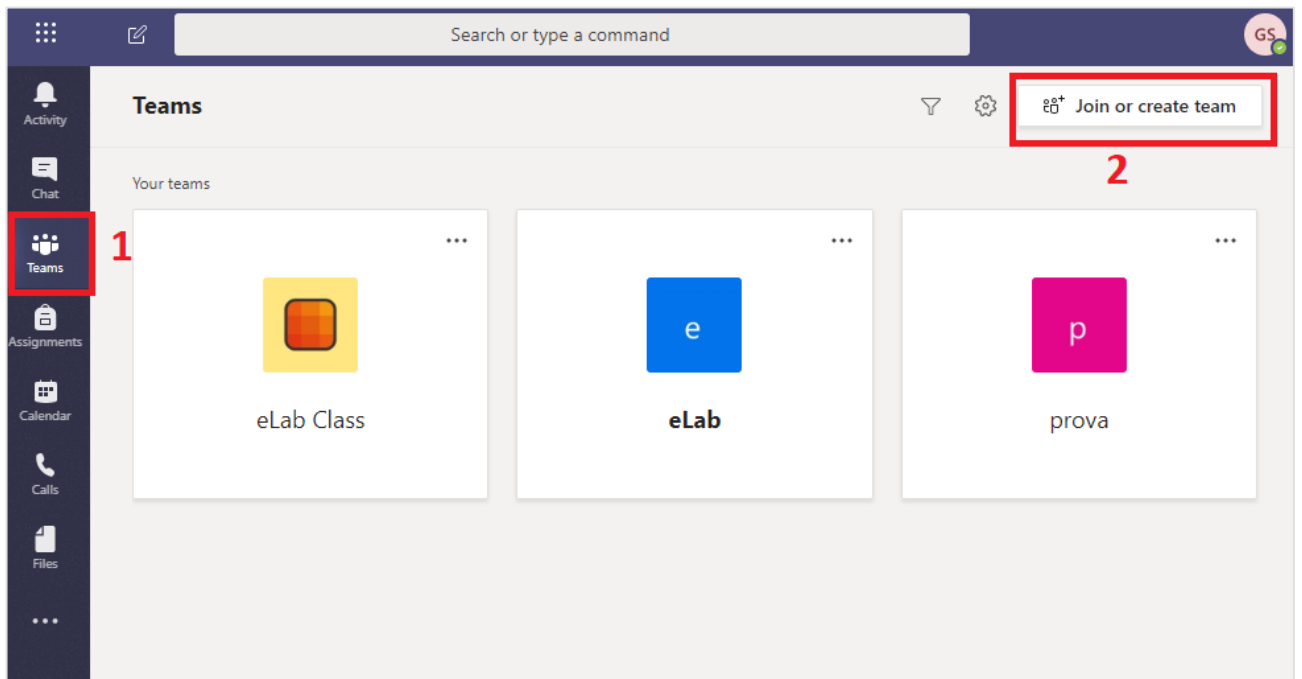 Search or type a command
GS
Activity
Teams
Join or create team
2
Chat
Your teams
1
Teams
Assignments
e
p
Calendar
eLab Class
eLab
prova
Calls
Files